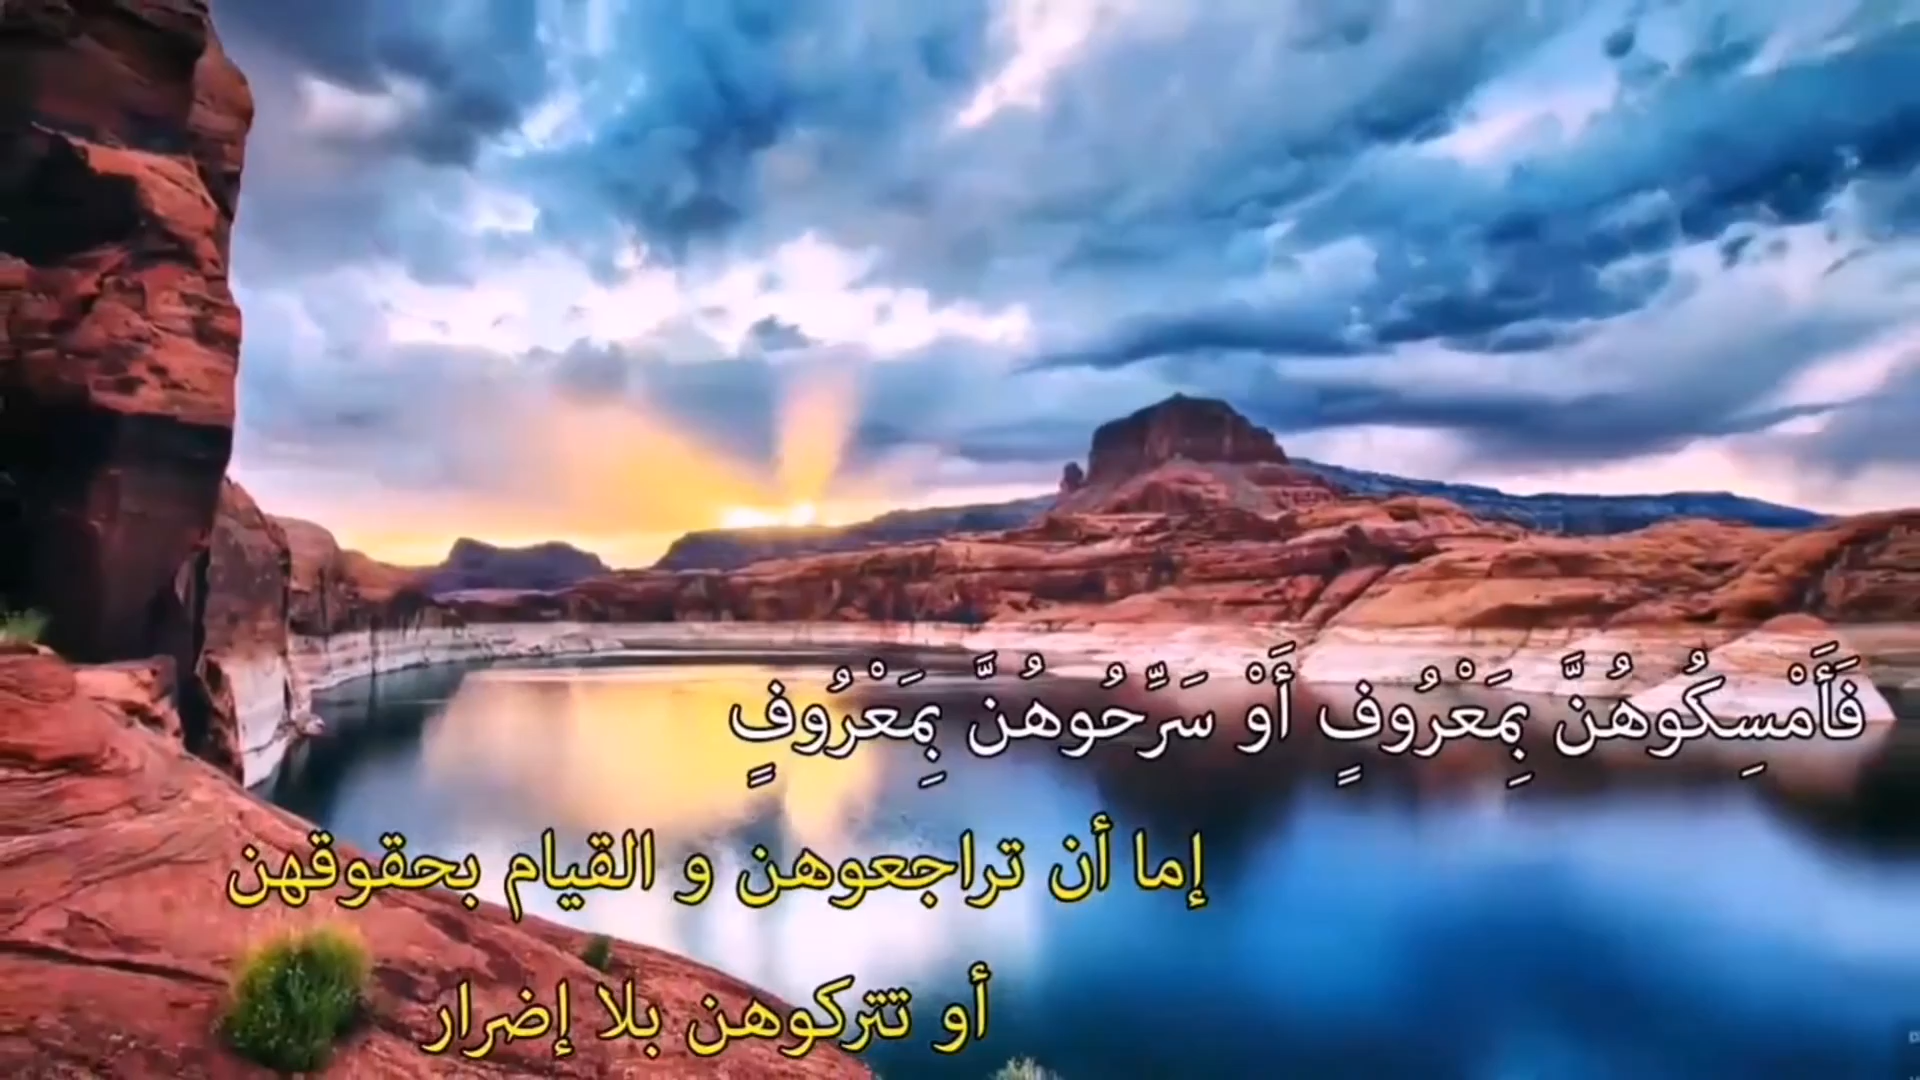 فَأَمْسِكُوهُنَّ بِمَعْرُوفٍ أَوْ سَرِّحُوهُنَّ بِمَعْرُوفٍ
إما أن تراجعوهن و القيام بحقوقهن
أو تتركوهن بلا إضرار